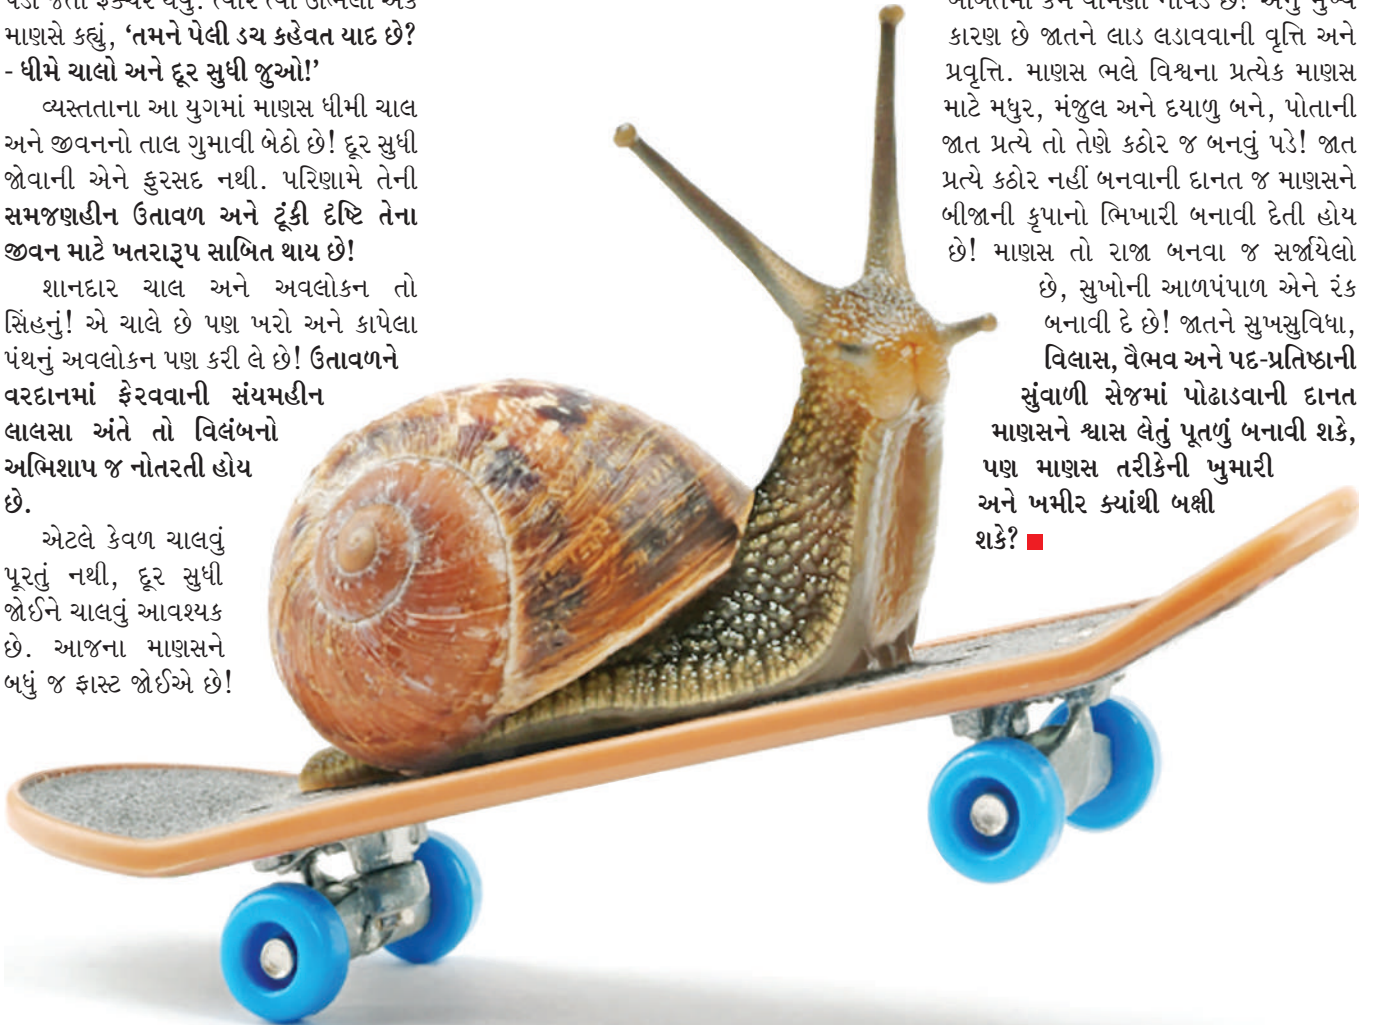 માણસે કહ્યું, ‘તમને પેલી ડચ કહેવત યાદ છે?
- ધીમે ચાલો અને દૂર સુધી જુઓ!’
વ્યસ્તતાના આ યુગમાં માણસ ધીમી ચાલ
અને જીવનનો તાલ ગુમાવી બેઠો છે! દૂર સુધી
જોવાની એને ફુરસદ નથી. પરિણામે તેની
સમજણહીન ઉતાવળ અને ટૂંકી દૃષ્ટિ તેના
જીવન માટે ખતરારૂપ સાબિત થાય છે!
શાનદાર ચાલ અને અવલોકન તો
સિંહનું! એ ચાલે છે પણ ખરો અને કાપેલા
પંથનું અવલોકન પણ કરી લે છે! ઉતાવળને
વરદાનમાં ફેરવવાની સંયમહીન
લાલસા અંતે તો વિલંબનો
અભિશાપ જ નોતરતી હોય
છે.
એટલે કેવળ ચાલવું
પૂરતું નથી, દૂર સુધી
જોઈને ચાલવું આવશ્યક
છે. આજના માણસને
બધું જ ફાસ્ટ જોઈએ છે!
કારણ છે જાતને લાડ લડાવવાની વૃત્તિ અને
પ્રવૃત્તિ. માણસ ભલે વિશ્વના પ્રત્યેક માણસ
માટે મધુર, મંજુલ અને દયાળુ બને, પોતાની
જાત પ્રત્યે તો તેણે કઠોર જ બનવું પડે! જાત
પ્રત્યે કઠોર નહીં બનવાની દાનત જ માણસને
બીજાની કૃપાનો ભિખારી બનાવી દેતી હોય
છે! માણસ તો રાજા બનવા જ સર્જાયેલો
છે, સુખોની આળપંપાળ એને રંક
બનાવી દે છે! જાતને સુખસુવિધા,
વિલાસ, વૈભવ અને પદ-પ્રતિષ્ઠાની
સુંવાળી સેજમાં પોઢાડવાની દાનત
માણસને શ્વાસ લેતું પૂતળું બનાવી શકે,
પણ માણસ તરીકેની ખુમારી
અને ખમીર ક્યાંથી બક્ષી
શકે?